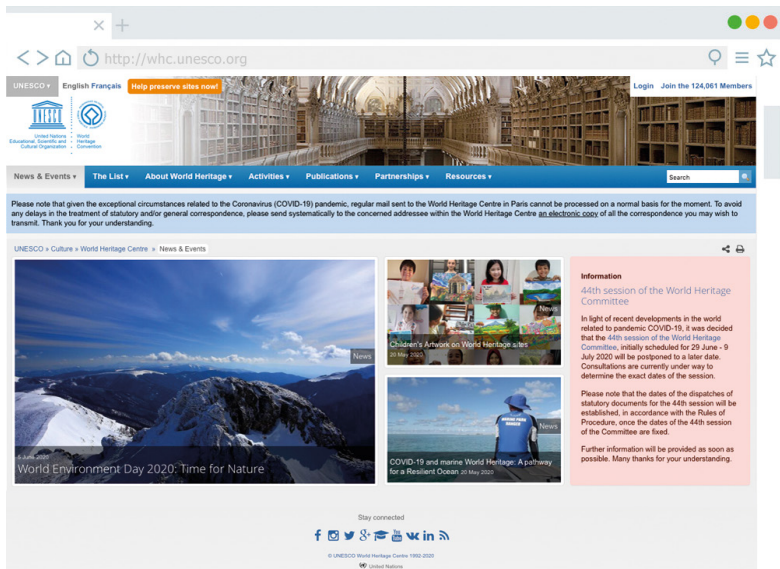 http://whc.unesco.org
UNESCO English Français Help preserve sites now! Login Join the 124,061 Members
United Nations
Educational, Scientific and
Cultural Organization
World
Heritage
Convention
News & Events The List About World Heritage Activities Publications Partnerships Resources Search
Please note that given the exceptional circumstances related to the Coronavirus (COVID-19) pandemic, regular mail sent to the World Heritage Centre in Paris cannot be processed on a normal basis for the moment. To avoid
any delays in the treatment of statutory and/or general correspondence, please send systematically to the concerned addressee within the World Heritage Centre an electronic copy of all the correspondence you may wish to
transmit. Thank you for your understanding.
UNESCO » Culture » World Heritage Centre » News & Events
News
5 June 2020
World Environment Day 2020: Time for Nature
News
Children's Artwork on World Heritage sites
20 May 2020
MARINE PARK
RANGER
News
COVID-19 and marine World Heritage: A pathway
for a Resilient Ocean 20 May 2020
Information
44th session of the World Heritage
Committee
In light of recent developments in the world
related to pandemic COVID-19, it was decided
that the 44th session of the World Heritage
Committee, initially scheduled for 29 June - 9
July 2020 will be postponed to a later date.
Consultations are currently under way to
determine the exact dates of the session.
Please note that the dates of the dispatches of
statutory documents for the 44th session will be
established, in accordance with the Rules of
Procedure, once the dates of the 44th session
of the Committee are fixed.
Further information will be provided as soon as
possible. Many thanks for your understanding.
Stay connected
© UNESCO World Heritage Centre 1992-2020
United Nations